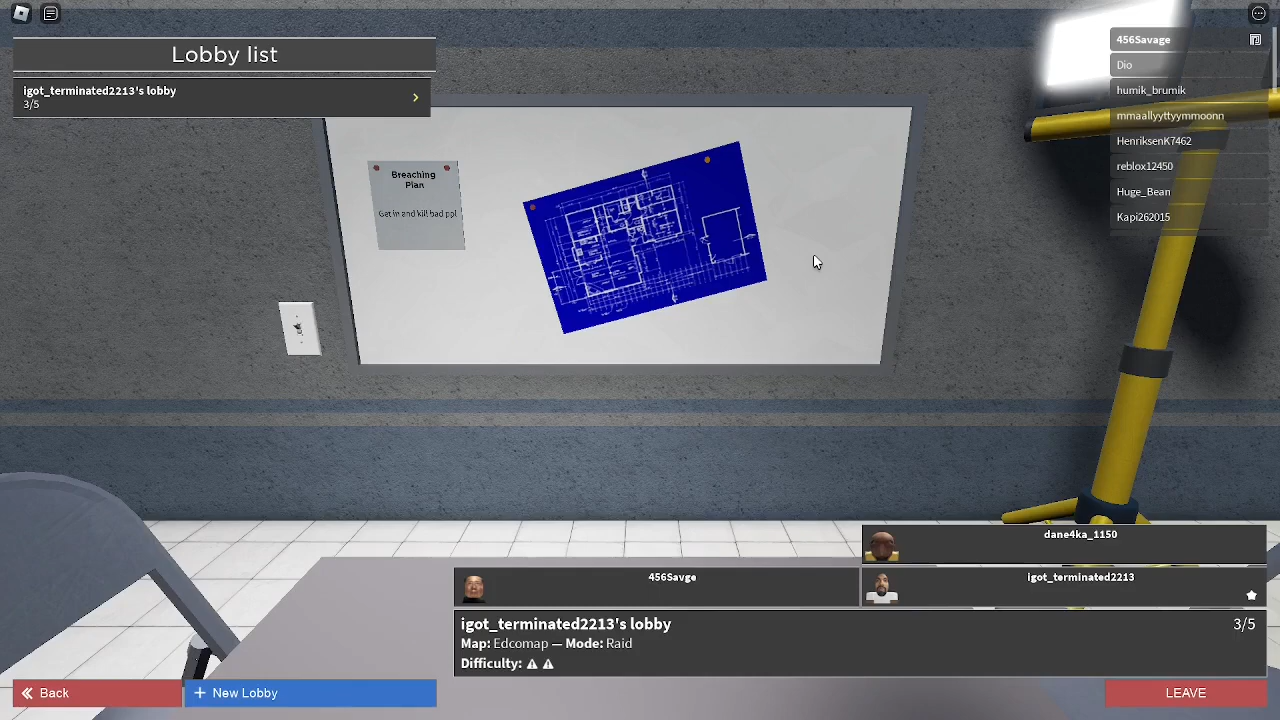 Lobby list
igot_terminated2213's lobby
3/5
Breaching
Plan
Get in and kill bad ppl
456Savage
Dio
humik_brumik
mmaallyyttyymmoonn
HenriksenK7462
reblox12450
Huge_Bean
Kapi262015
dane4ka_1150
456Savge
igot_terminated2213
igot_terminated2213's lobby
3/5
Map: Edcomap — Mode: Raid
Difficulty:
Back
+ New Lobby
LEAVE